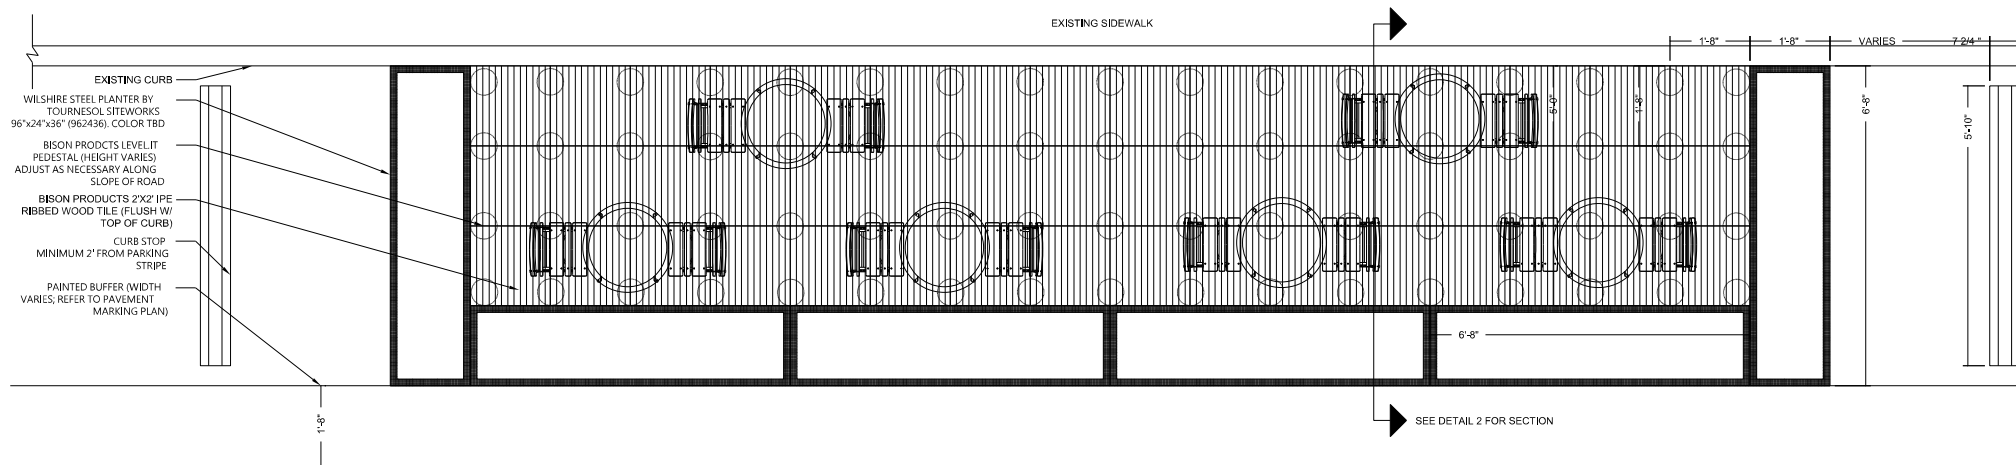 EXISTING SIDEWALK
1'-8"
1'-8"
VARIES
7 2/4 "
EXISTING CURB
WILSHIRE STEEL PLANTER BY
TOURNESOL SITEWORKS
96"x24"x36" (962436). COLOR TBD
BISON PRODCTS LEVEL.IT
PEDESTAL (HEIGHT VARIES)
ADJUST AS NECESSARY ALONG
SLOPE OF ROAD
BISON PRODUCTS 2'X2' IPE
RIBBED WOOD TILE (FLUSH W/
TOP OF CURB)
CURB STOP
MINIMUM 2' FROM PARKING
STRIPE
PAINTED BUFFER (WIDTH
VARIES; REFER TO PAVEMENT
MARKING PLAN)
5'-0"
1'-8"
6'-8"
5'-10"
6'-8"
1'-8"
SEE DETAIL 2 FOR SECTION